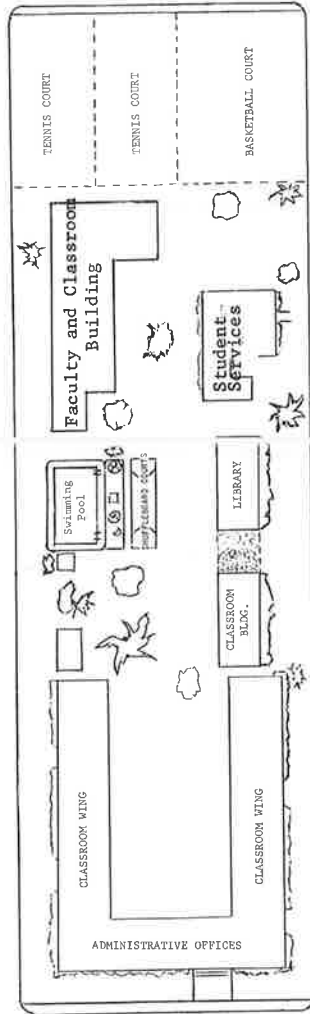 TENNIS COURT
TENNIS COURT
BASKETBALL COURT
Faculty and Classroom
Building
Student
Services
Swimming
Pool
SHUFFLEBOARD COURTS
LIBRARY
CLASSROOM
BLDG.
CLASSROOM WING
CLASSROOM WING
ADMINISTRATIVE OFFICES